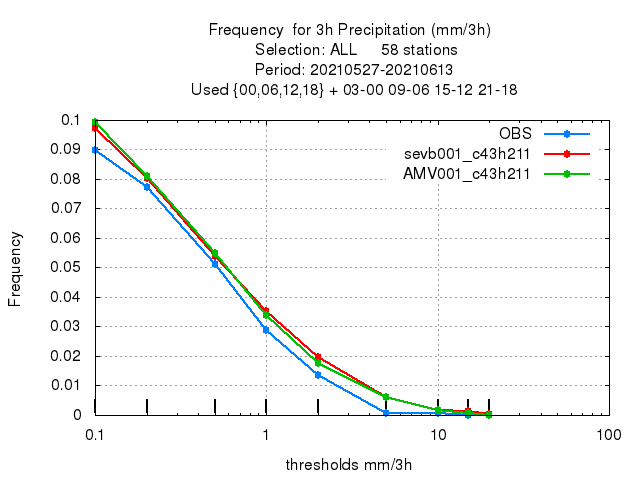 Frequency for 3h Precipitation (mm/3h)
Selection: ALL 58 stations
Period: 20210527-20210613
Used {00,06,12,18} + 03-00 09-06 15-12 21-18
OBS
sevb001_c43h211
AMV001_c43h211
0.1
0.09
0.08
0.07
0.06
0.05
0.04
0.03
0.02
0.01
0
Frequency
0.1 1 10 100
thresholds mm/3h